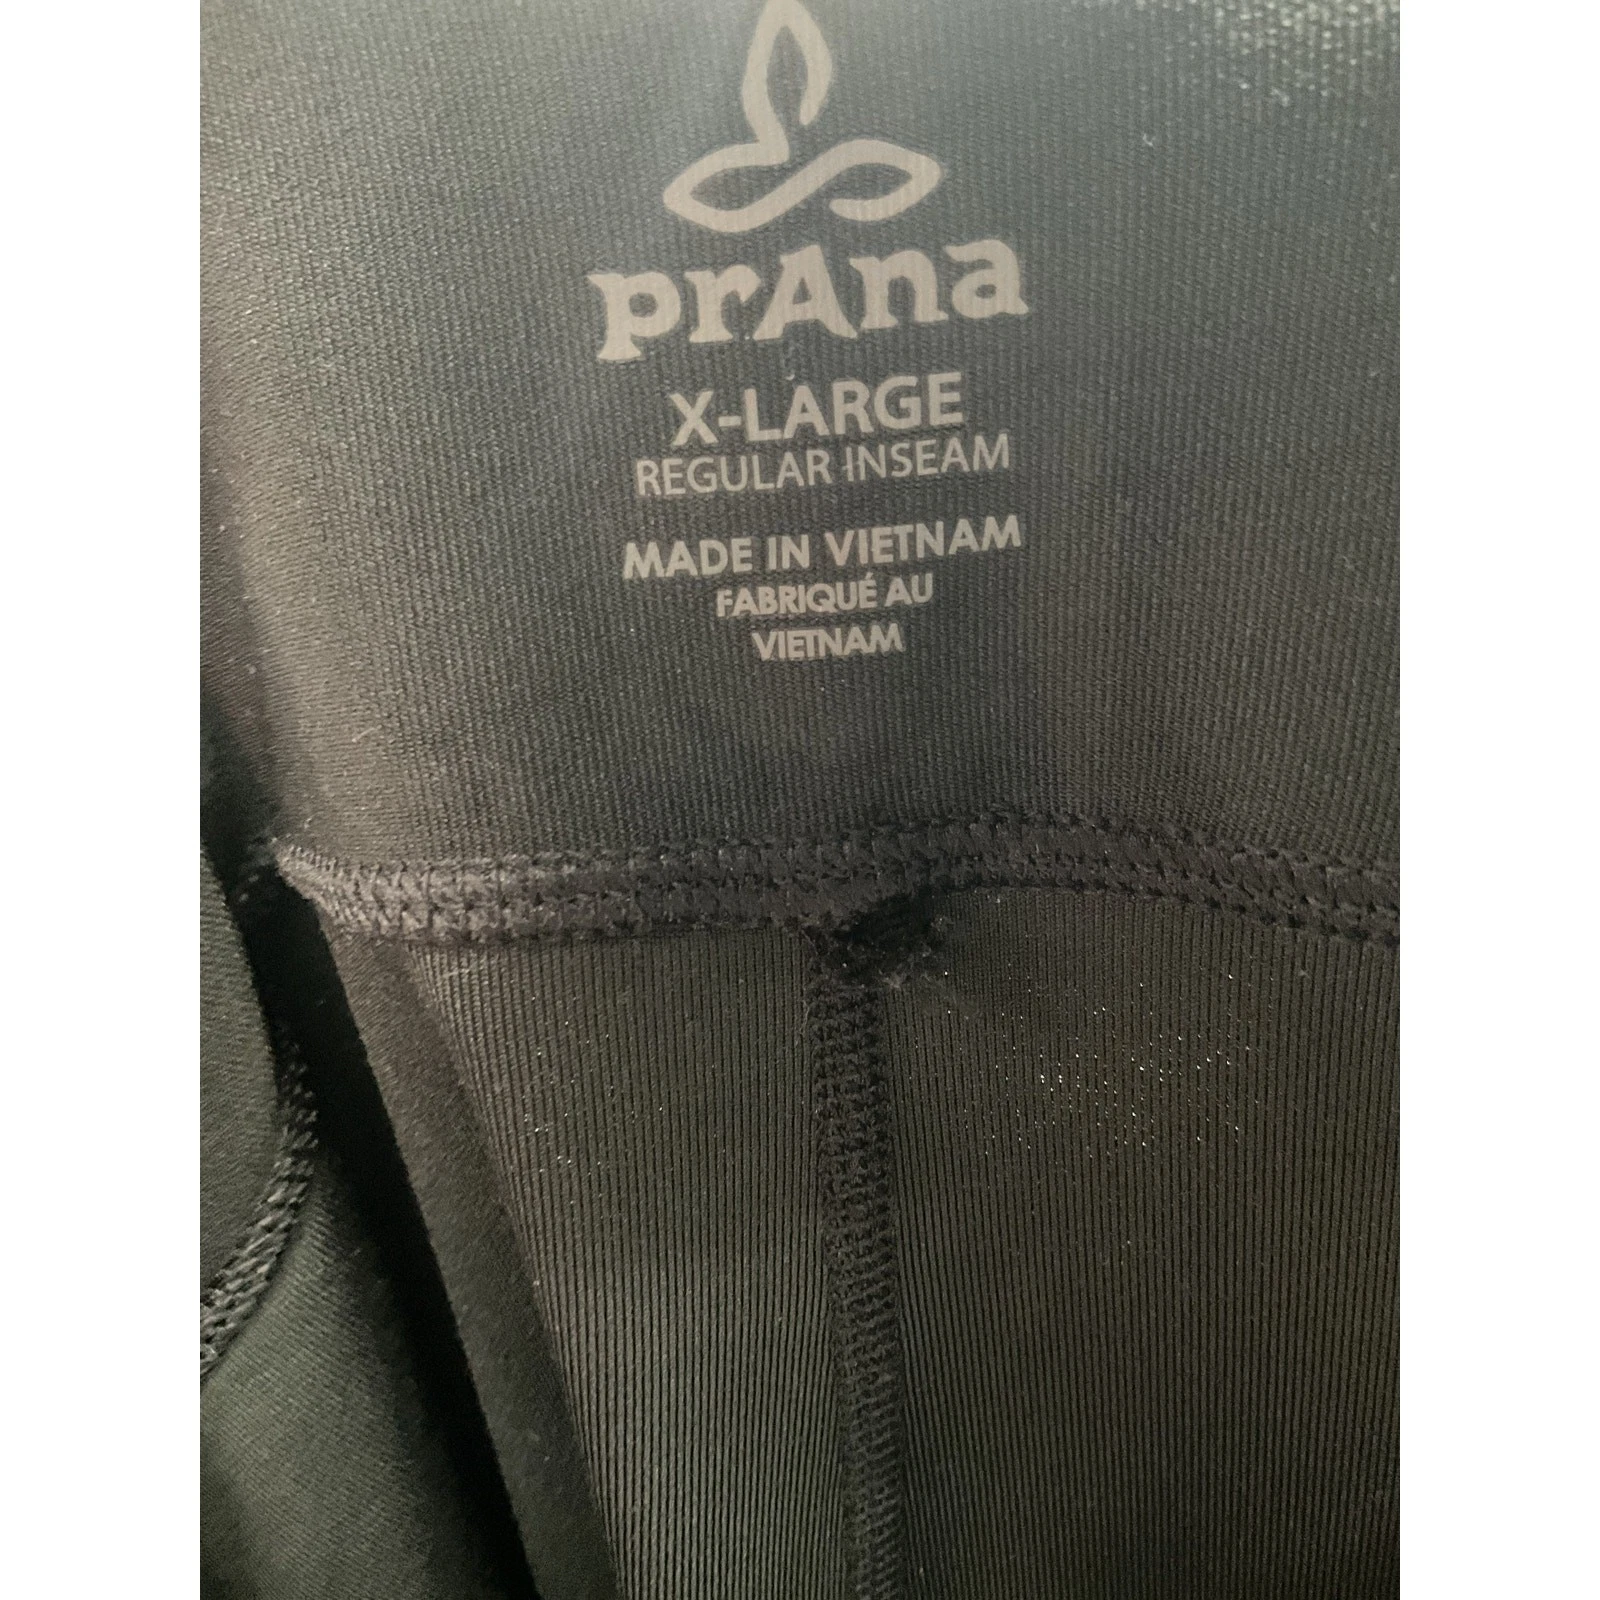 prAna
X-LARGE
REGULAR INSEAM
MADE IN VIETNAM
FABRIQUÉ AU
VIETNAM